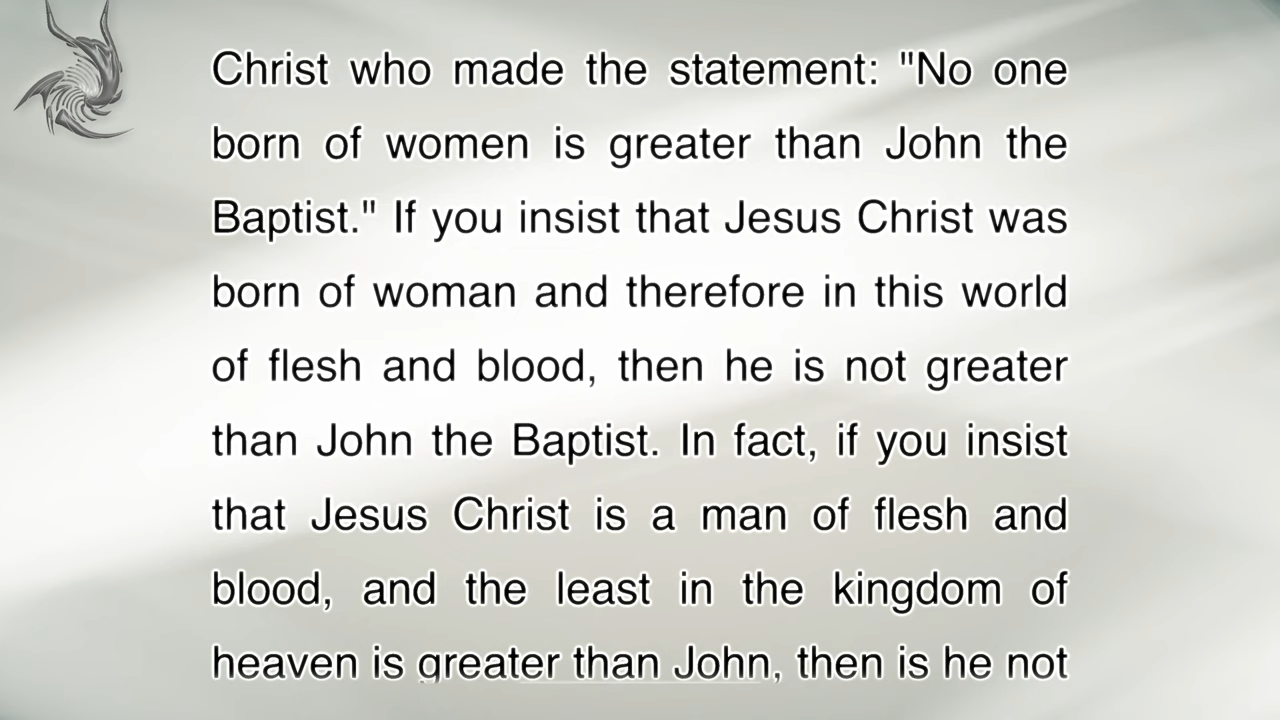 Christ who made the statement: "No one
born of women is greater than John the
Baptist." If you insist that Jesus Christ was
born of woman and therefore in this world
of flesh and blood, then he is not greater
than John the Baptist. In fact, if you insist
that Jesus Christ is a man of flesh and
blood, and the least in the kingdom of
heaven is greater than John, then is he not